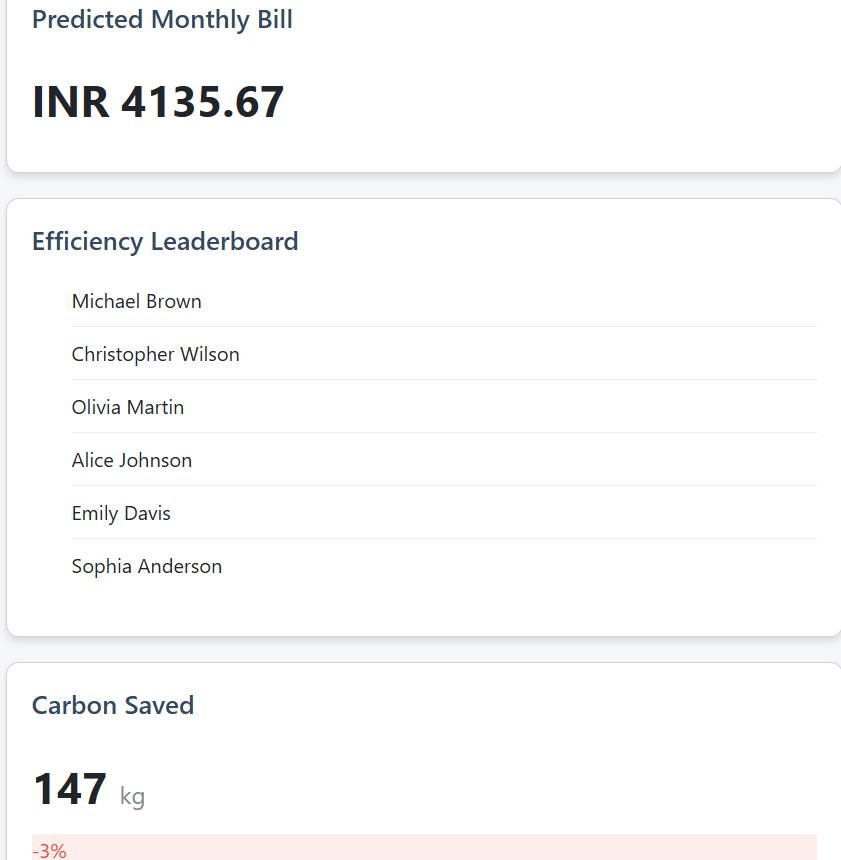 Predicted Monthly Bill
INR 4135.67
Efficiency Leaderboard
Michael Brown
Christopher Wilson
Olivia Martin
Alice Johnson
Emily Davis
Sophia Anderson
Carbon Saved
147 kg
-3%